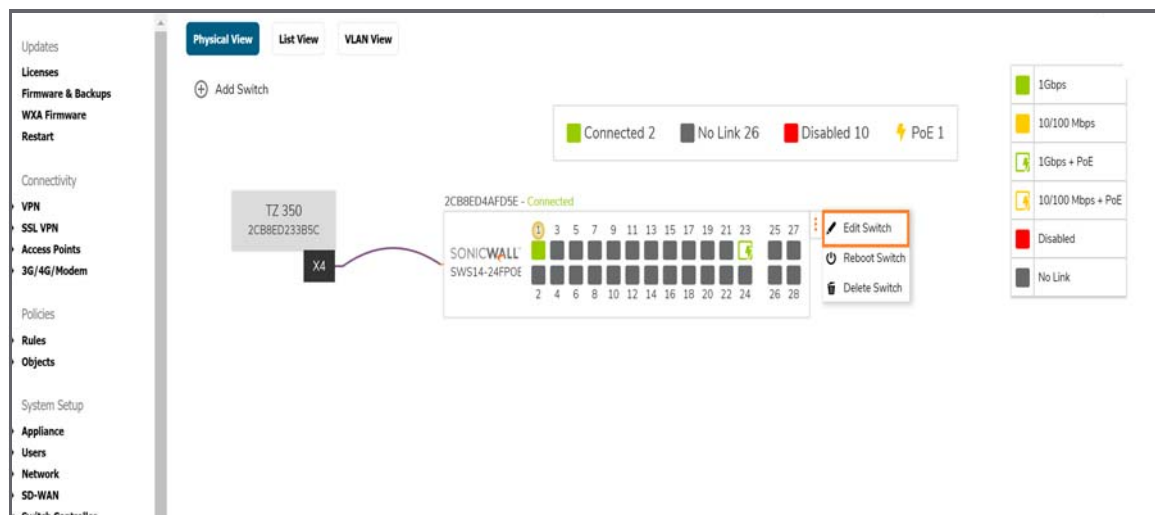 Updates
Licenses
Firmware & Backups
WXA Firmware
Restart
Connectivity
VPN
SSL VPN
Access Points
3G/4G/Modem
Policies
Rules
Objects
System Setup
Appliance
Users
Network
SD-WAN
Switch Controller
Physical View List View VLAN View
Add Switch
Connected 2 No Link 26 Disabled 10 PoE 1
TZ 350
2CB8ED233B5C
X4
2CB8ED4AFD5E - Connected
1 3 5 7 9 11 13 15 17 19 21 23 25 27
SONICWALL
SWS14-24FPOE
2 4 6 8 10 12 14 16 18 20 22 24 26 28
Edit Switch
Reboot Switch
Delete Switch
1Gbps
10/100 Mbps
1Gbps + PoE
10/100 Mbps + PoE
Disabled
No Link